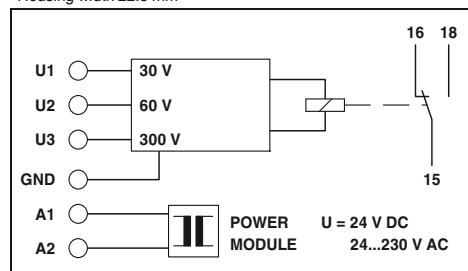 Housing width 22.5 mm
16 18
U1 30 V
U2 60 V
U3 300 V
GND
15
A1
POWER U = 24 V DC
A2 MODULE 24...230 V AC